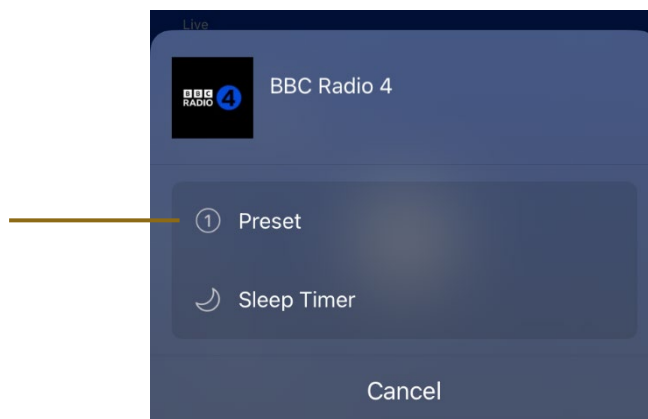 Live
BBC
RADIO 4
BBC Radio 4
1 Preset
Sleep Timer
Cancel